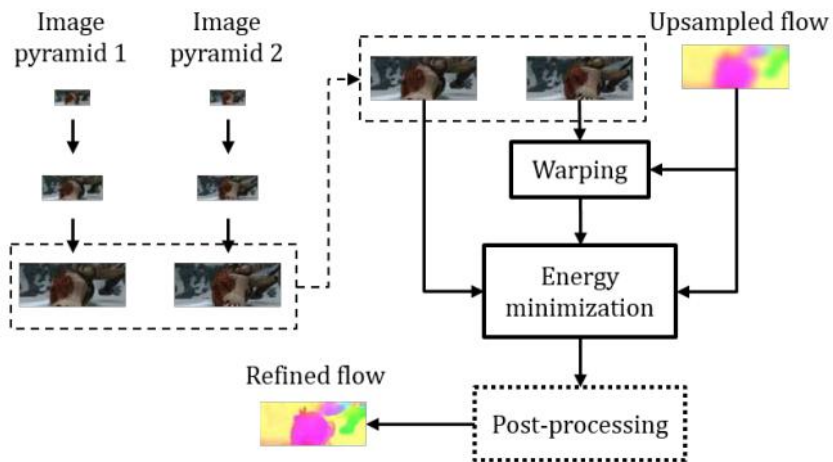 Image
pyramid 1
Image
pyramid 2
Upsampled flow
Warping
Energy
minimization
Refined flow
Post-processing